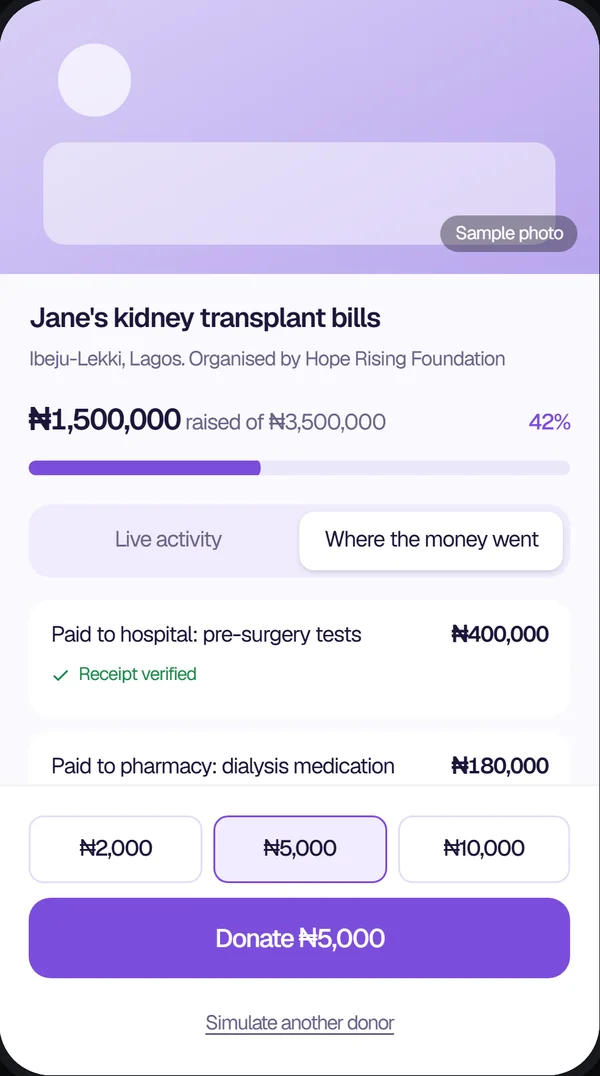 Sample photo
Jane's kidney transplant bills
Ibeju-Lekki, Lagos. Organised by Hope Rising Foundation
₦1,500,000 raised of ₦3,500,000 42%
Live activity Where the money went
Paid to hospital: pre-surgery tests ₦400,000
✓ Receipt verified
Paid to pharmacy: dialysis medication ₦180,000
₦2,000 ₦5,000 ₦10,000
Donate ₦5,000
Simulate another donor